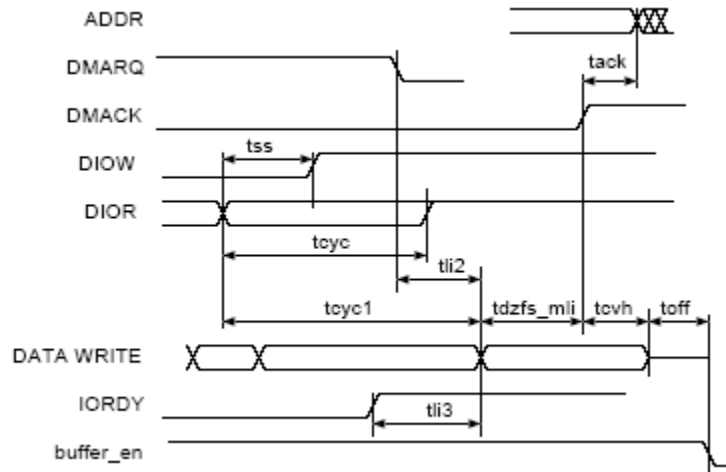 ADDR
DMARQ
tack
DMACK
tss
DIOW
DIOR
tcyc
tli2
tcyc1
tdzfs_mli
tcvh
toff
DATA WRITE
IORDY
tli3
buffer_en